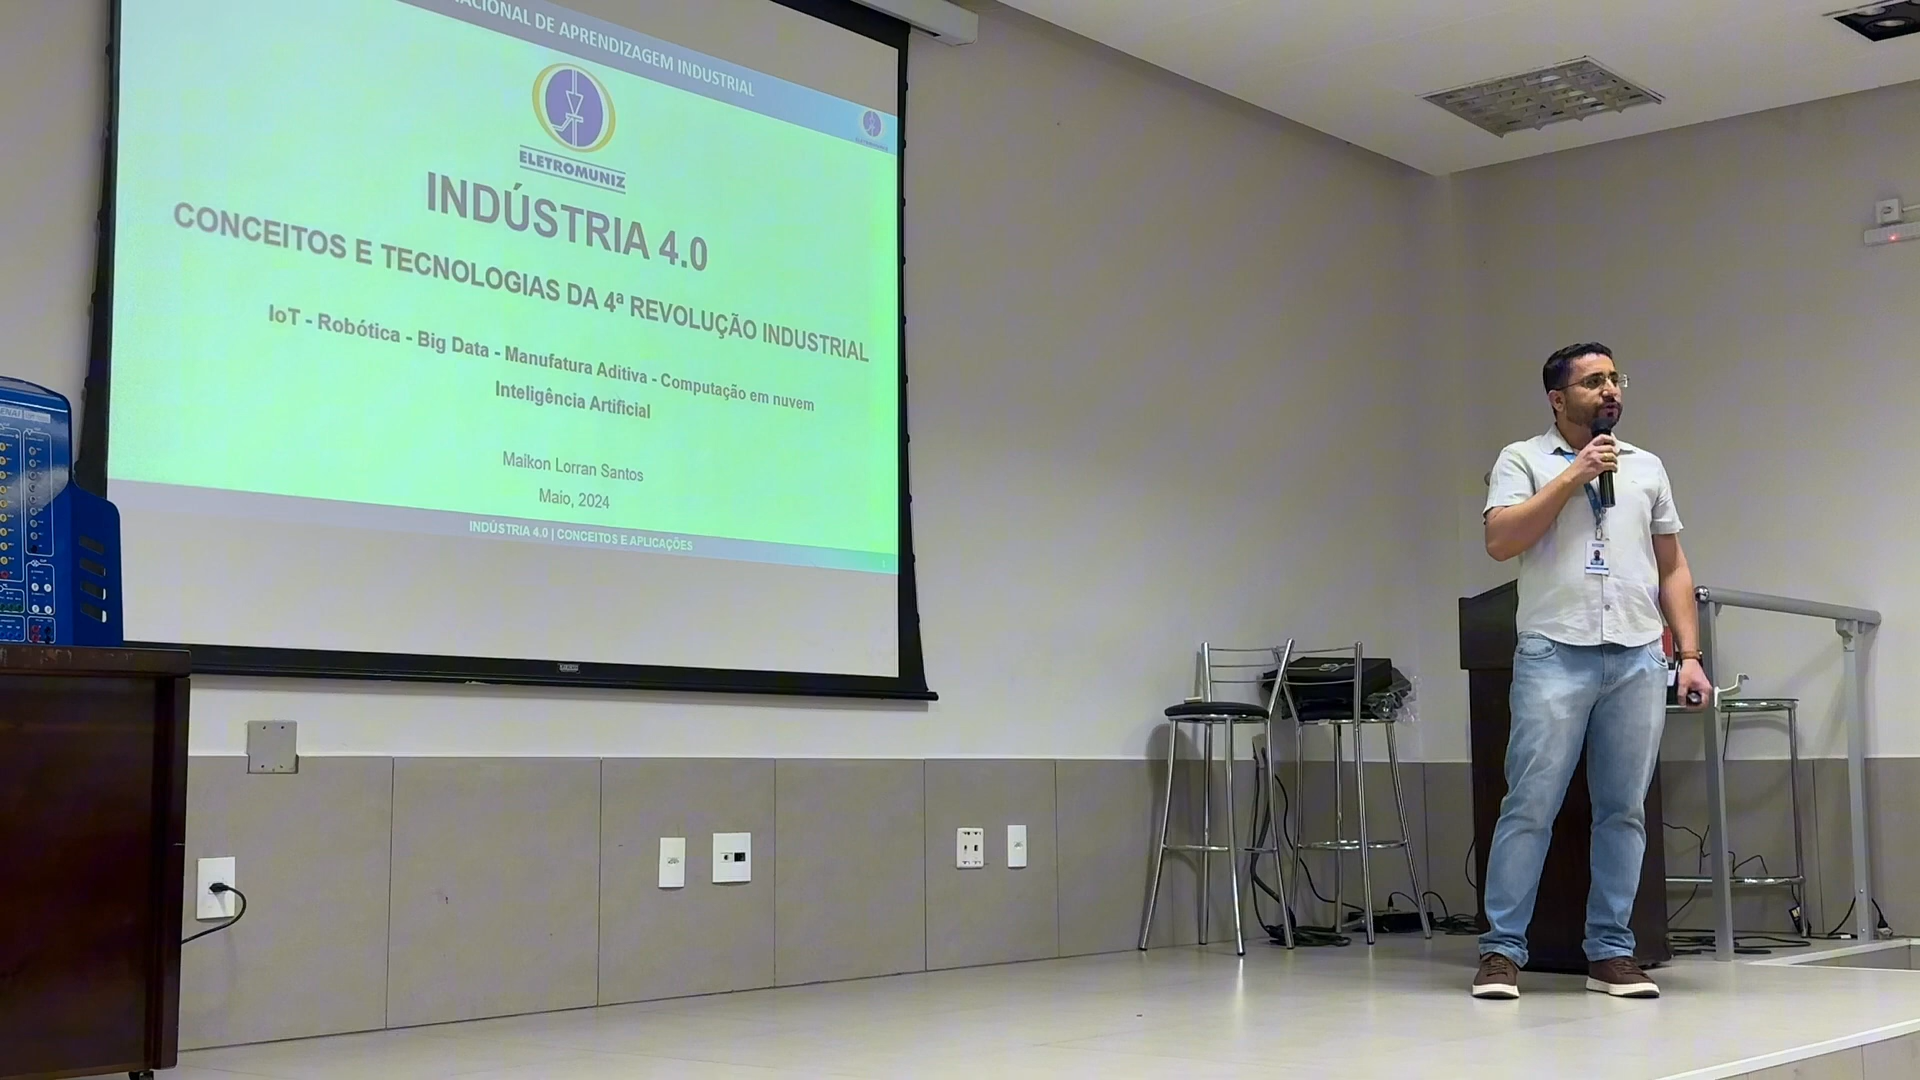 NACIONAL DE APRENDIZAGEM INDUSTRIAL
ELETROMUNIZ
INDÚSTRIA 4.0
CONCEITOS E TECNOLOGIAS DA 4ª REVOLUÇÃO INDUSTRIAL
IoT - Robótica - Big Data - Manufatura Aditiva - Computação em nuvem
Inteligência Artificial
Maikon Lorran Santos
Maio, 2024
INDÚSTRIA 4.0 | CONCEITOS E APLICAÇÕES